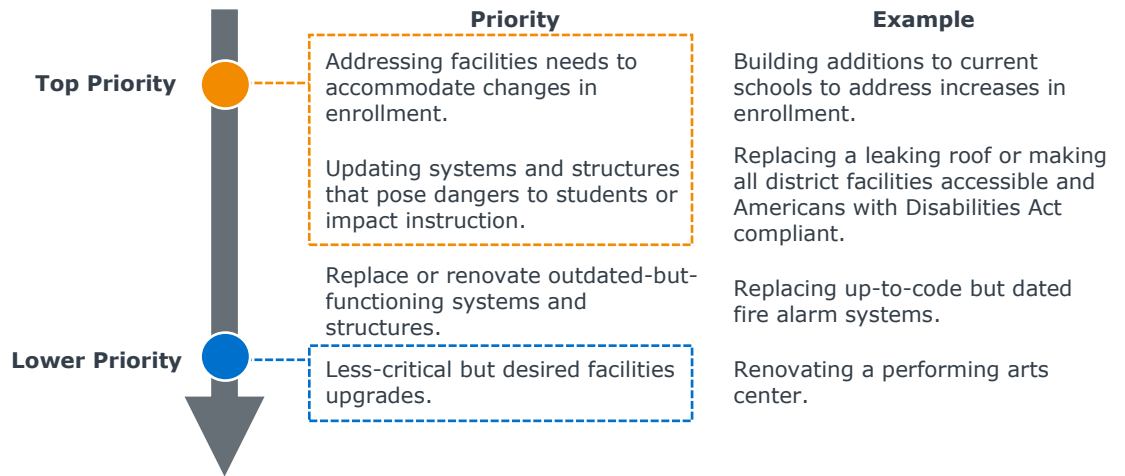 Priority
Example
Top Priority
Addressing facilities needs to
accommodate changes in
enrollment.
Building additions to current
schools to address increases in
enrollment.
Updating systems and structures
that pose dangers to students or
impact instruction.
Replacing a leaking roof or making
all district facilities accessible and
Americans with Disabilities Act
compliant.
Replace or renovate outdated-but-
functioning systems and
structures.
Replacing up-to-code but dated
fire alarm systems.
Lower Priority
Less-critical but desired facilities
upgrades.
Renovating a performing arts
center.